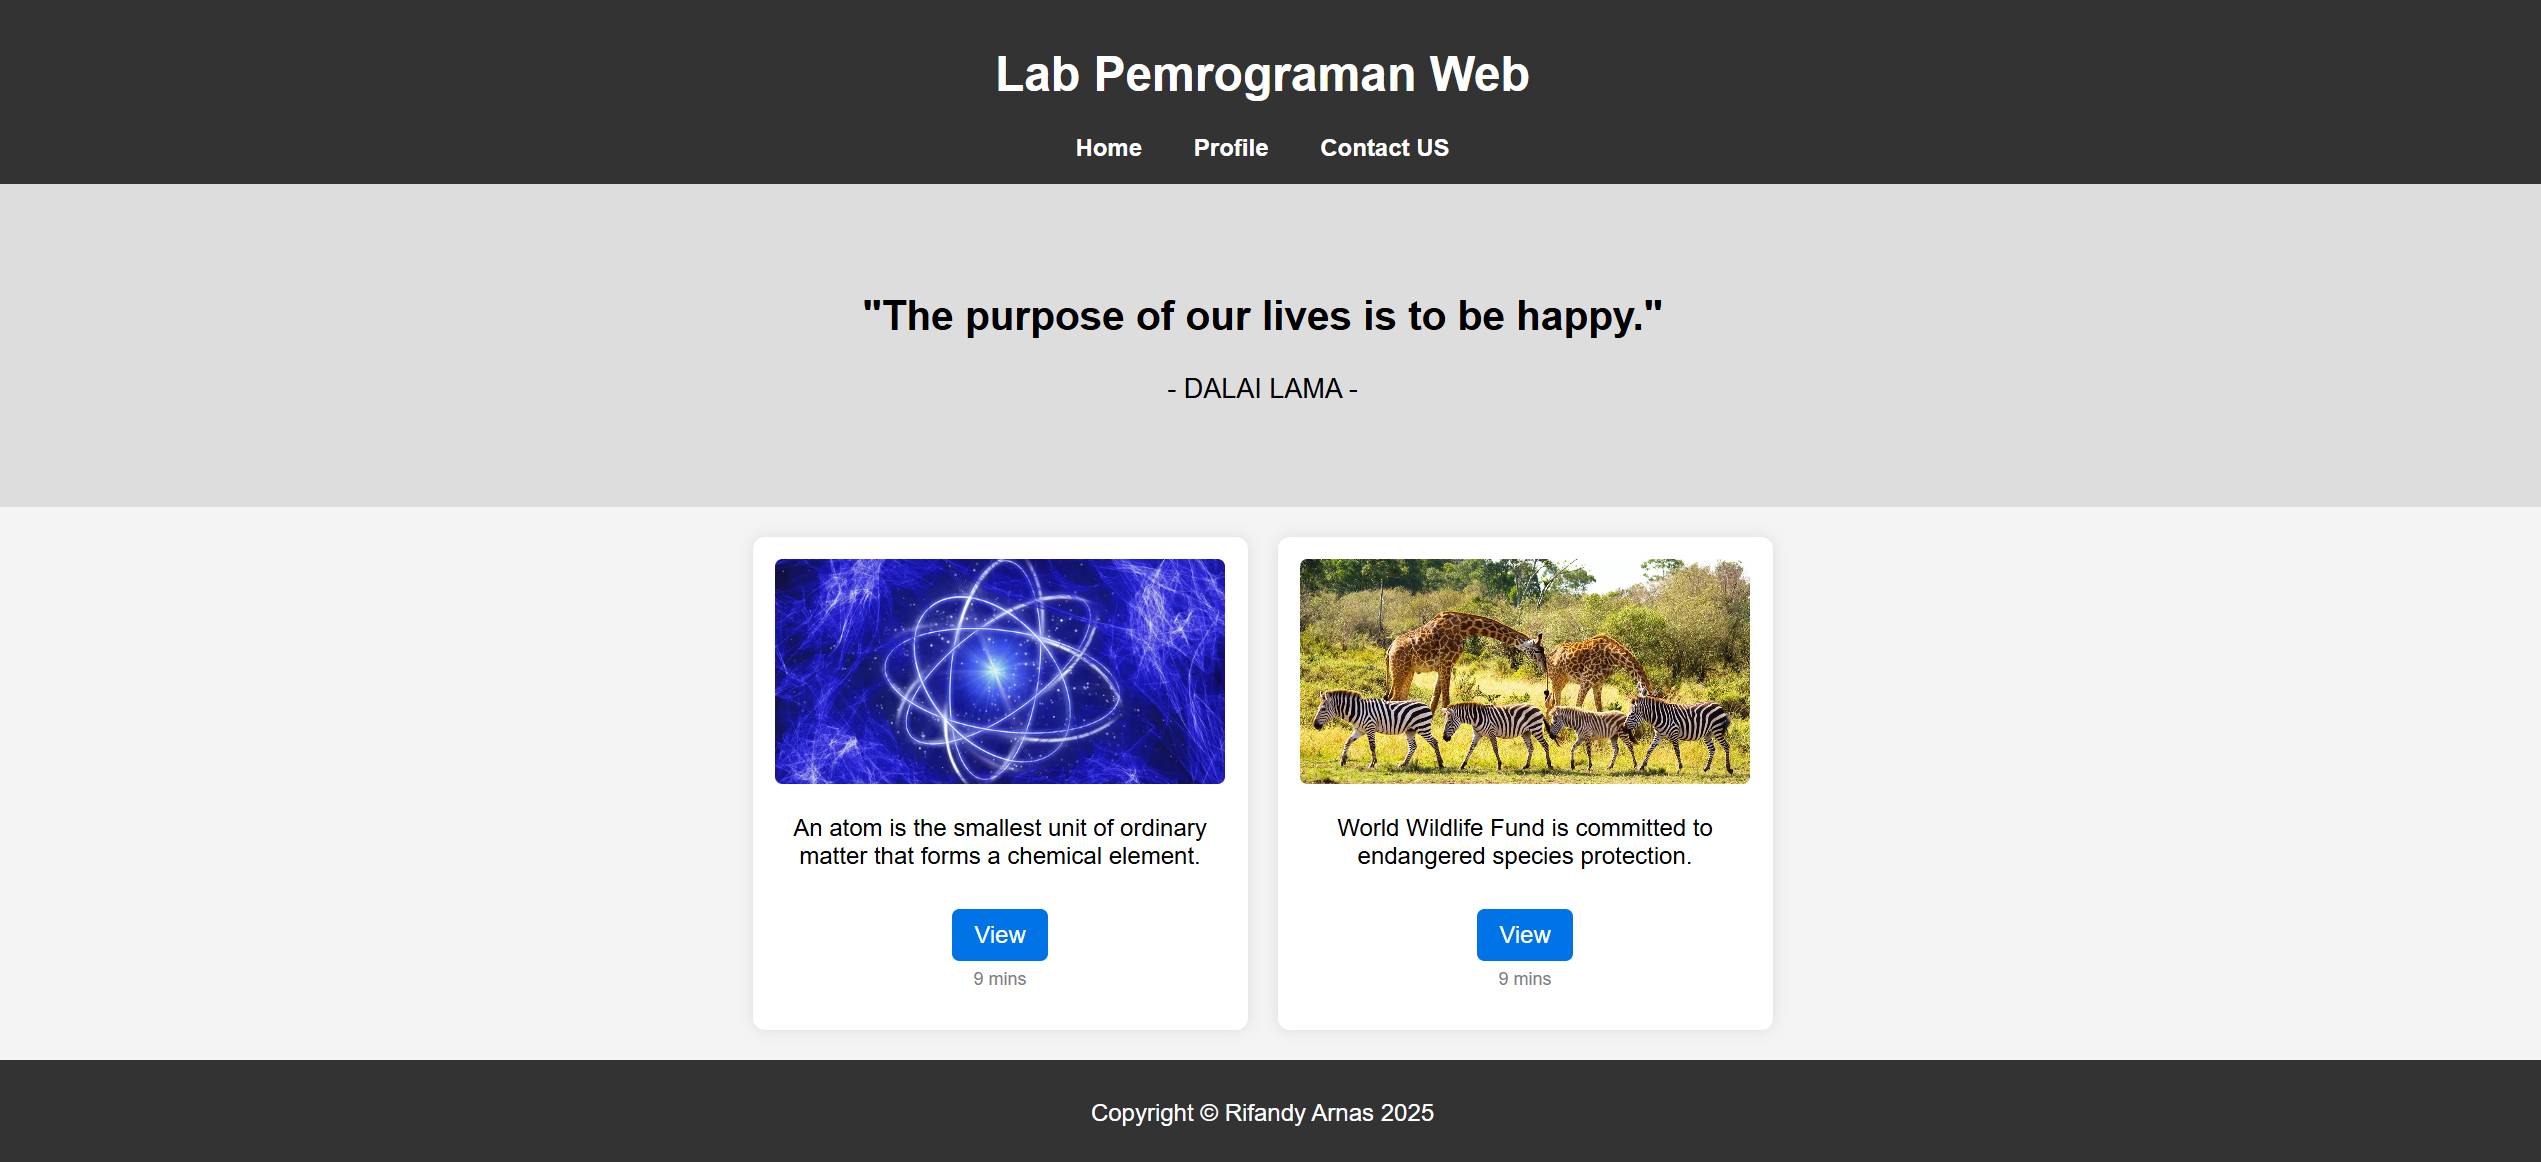 Lab Pemrograman Web
Home Profile Contact US
"The purpose of our lives is to be happy."
- DALAI LAMA -
An atom is the smallest unit of ordinary
matter that forms a chemical element.
View
9 mins
World Wildlife Fund is committed to
endangered species protection.
View
9 mins
Copyright © Rifandy Arnas 2025